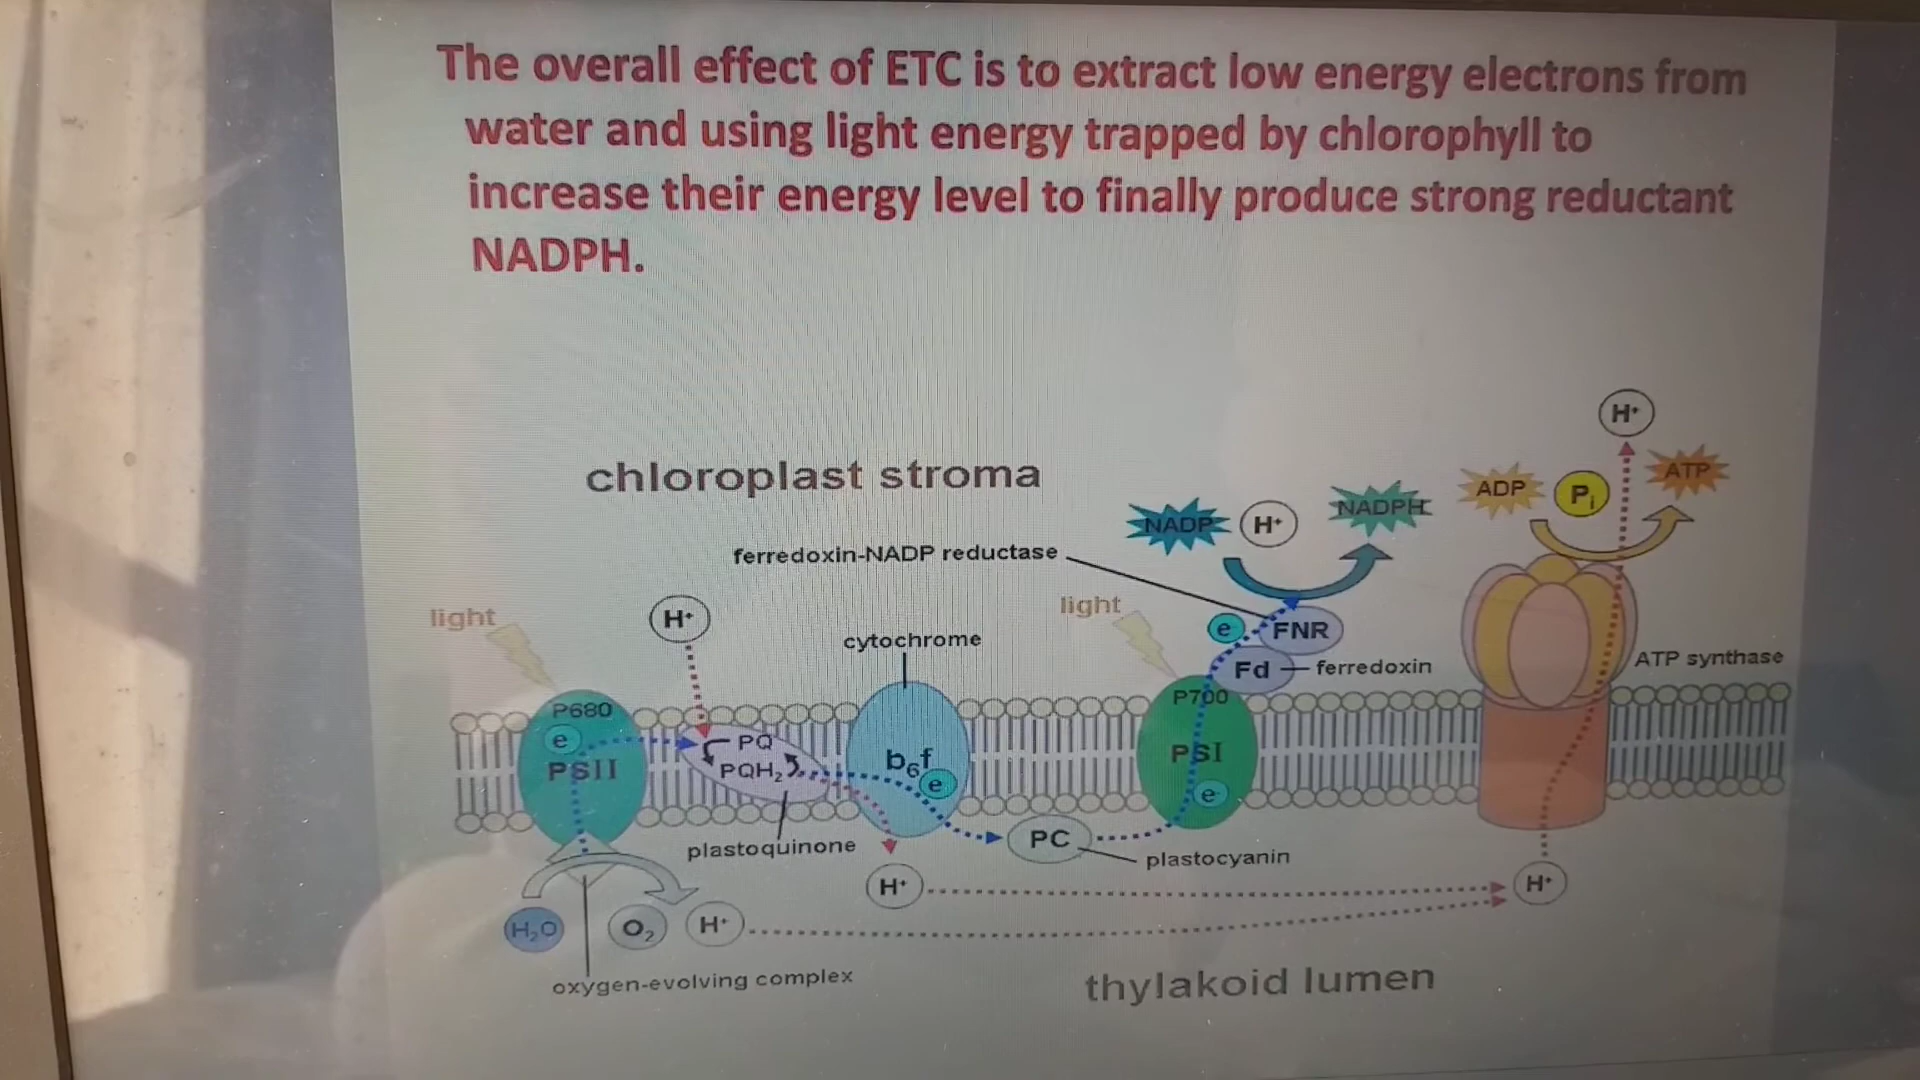 The overall effect of ETC is to extract low energy electrons from
water and using light energy trapped by chlorophyll to
increase their energy level to finally produce strong reductant
NADPH.
H+
chloroplast stroma
ADP
Pi
ATP
NADP
H+
NADPH
ferredoxin-NADP reductase
light
H+
light
cytochrome
e-
FNR
Fd
ferredoxin
ATP synthase
P680
P700
e-
PQ
PSII
PQH2
b6f
e-
PSI
e-
PC
plastoquinone
plastocyanin
H+
H+
H2O
O2
H+
oxygen-evolving complex
thylakoid lumen